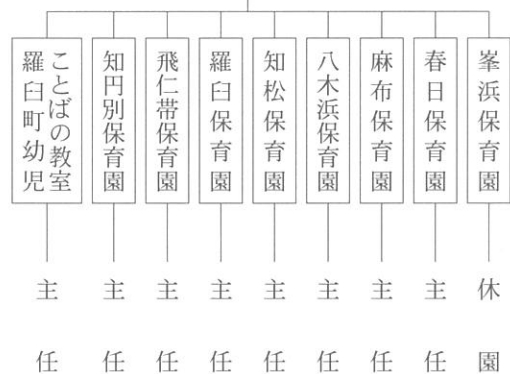 峯浜保育園
春日保育園
麻布保育園
八木浜保育園
知松保育園
羅臼保育園
飛仁帯保育園
知円別保育園
羅臼町幼児
ことばの教室
休園
主任
主任
主任
主任
主任
主任
主任
主任